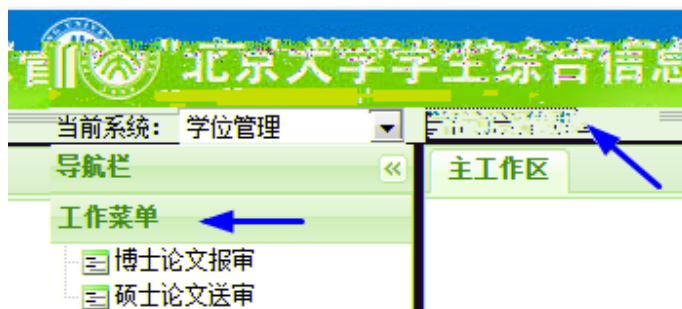 北京大学学生综合信息
当前系统： 学位管理
导航栏
主工作区
工作菜单
博士论文报审
硕士论文送审